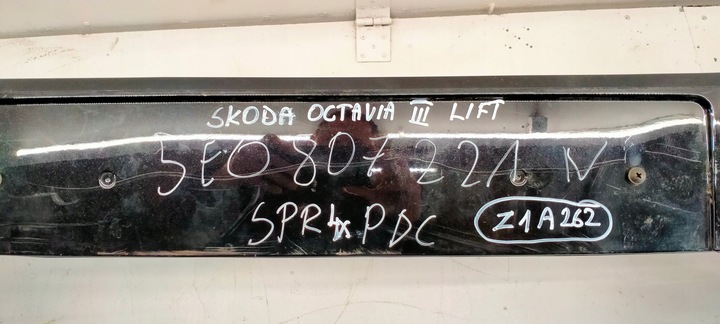 SKODA OCTAVIA III LIFT
5E0 807 221 N
SPR 4x PDC
Z1A262